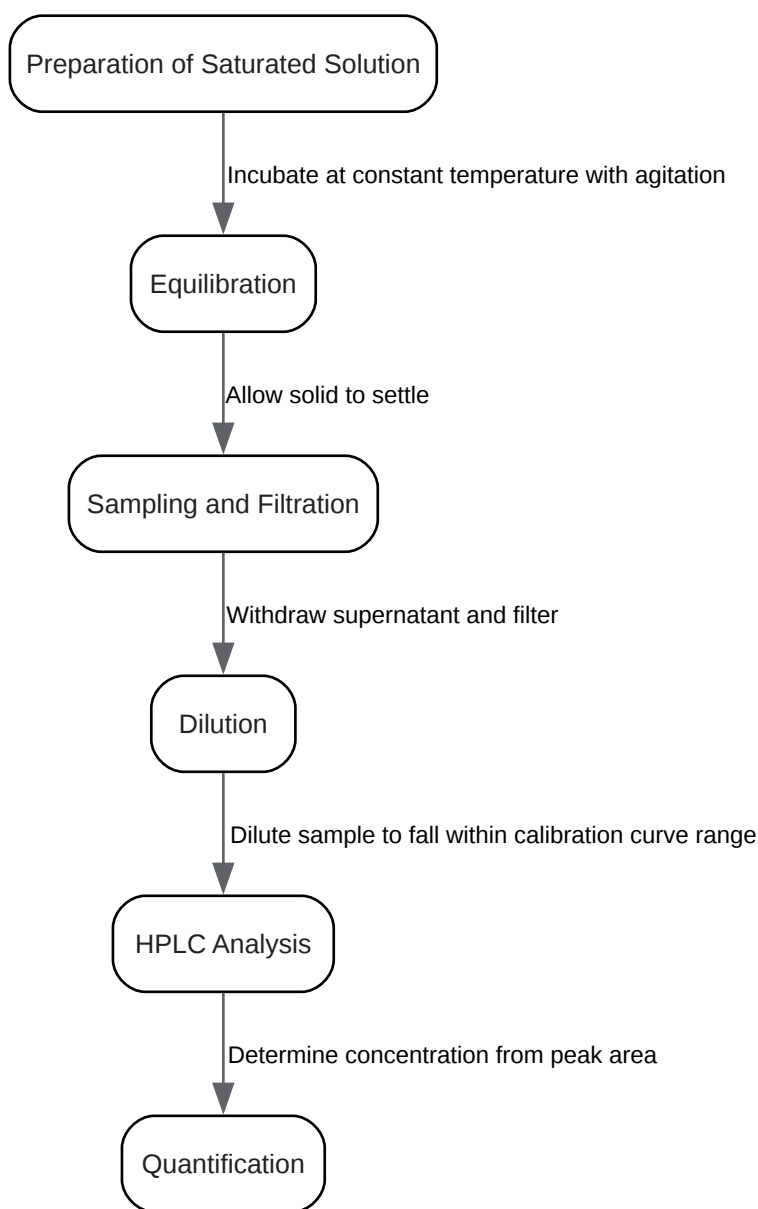 Preparation of Saturated Solution
Incubate at constant temperature with agitation
Equilibration
Allow solid to settle
Sampling and Filtration
Withdraw supernatant and filter
Dilution
Dilute sample to fall within calibration curve range
HPLC Analysis
Determine concentration from peak area
Quantification